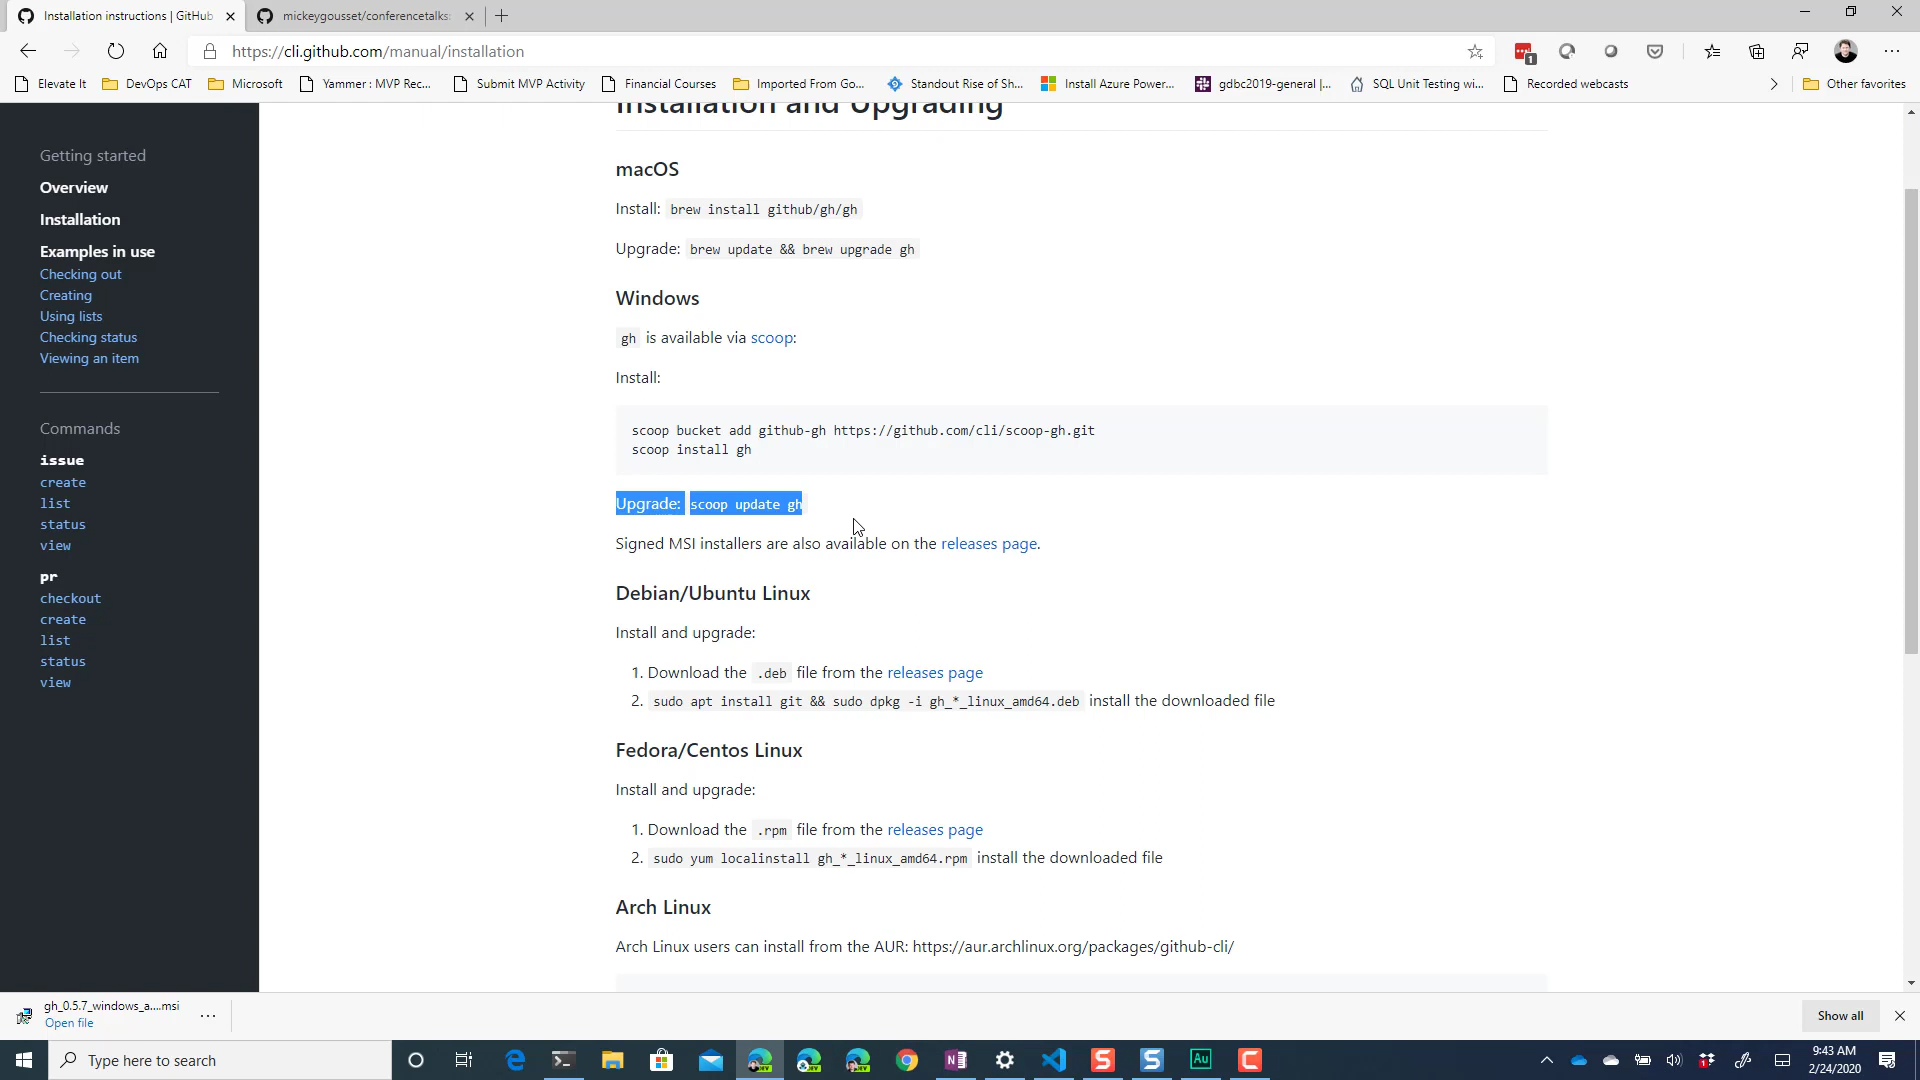 Installation instructions | GitHub
mickeygousset/conferencetalks:
https://cli.github.com/manual/installation
1
Elevate It
DevOps CAT
Microsoft
Yammer : MVP Rec...
Submit MVP Activity
Financial Courses
Imported From Go...
Standout Rise of Sh...
Install Azure Power...
gdbc2019-general |...
SQL Unit Testing wi...
Recorded webcasts
Other favorites
Getting started
Overview
Installation
Examples in use
Checking out
Creating
Using lists
Checking status
Viewing an item
Commands
issue
create
list
status
view
pr
checkout
create
list
status
view
Installation and Upgrading
macOS
Install: brew install github/gh/gh
Upgrade: brew update && brew upgrade gh
Windows
gh is available via scoop:
Install:
scoop bucket add github-gh https://github.com/cli/scoop-gh.git
scoop install gh
Upgrade: scoop update gh
Signed MSI installers are also available on the releases page.
Debian/Ubuntu Linux
Install and upgrade:
1. Download the .deb file from the releases page
2. sudo apt install git && sudo dpkg -i gh_*_linux_amd64.deb install the downloaded file
Fedora/Centos Linux
Install and upgrade:
1. Download the .rpm file from the releases page
2. sudo yum localinstall gh_*_linux_amd64.rpm install the downloaded file
Arch Linux
Arch Linux users can install from the AUR: https://aur.archlinux.org/packages/github-cli/
gh_0.5.7_windows_a....msi
Open file
Show all
Type here to search
9:43 AM
2/24/2020